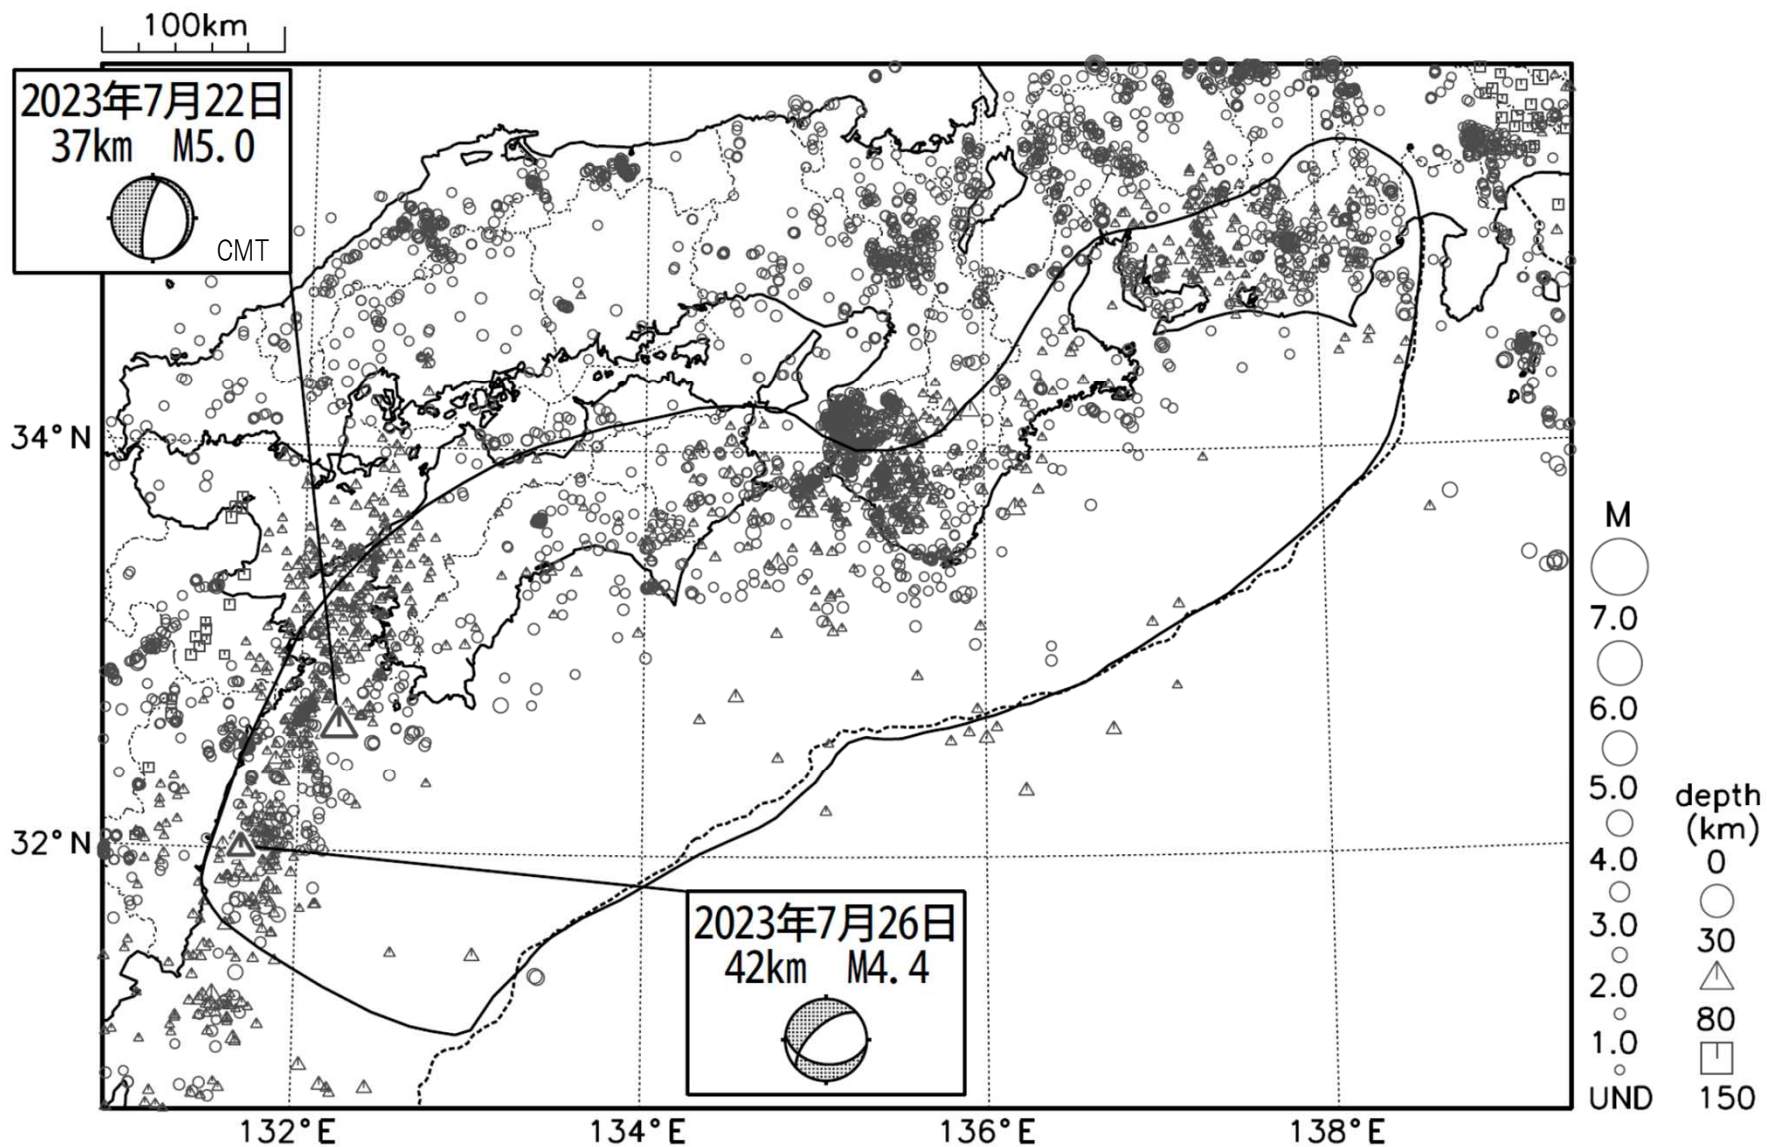 100km
2023年7月22日
37km M5.0
CMT
34°N
32°N
2023年7月26日
42km M4.4
132°E
134°E
136°E
138°E
M
7.0
6.0
5.0
4.0
3.0
2.0
1.0
UND
depth
(km)
0
30
80
150